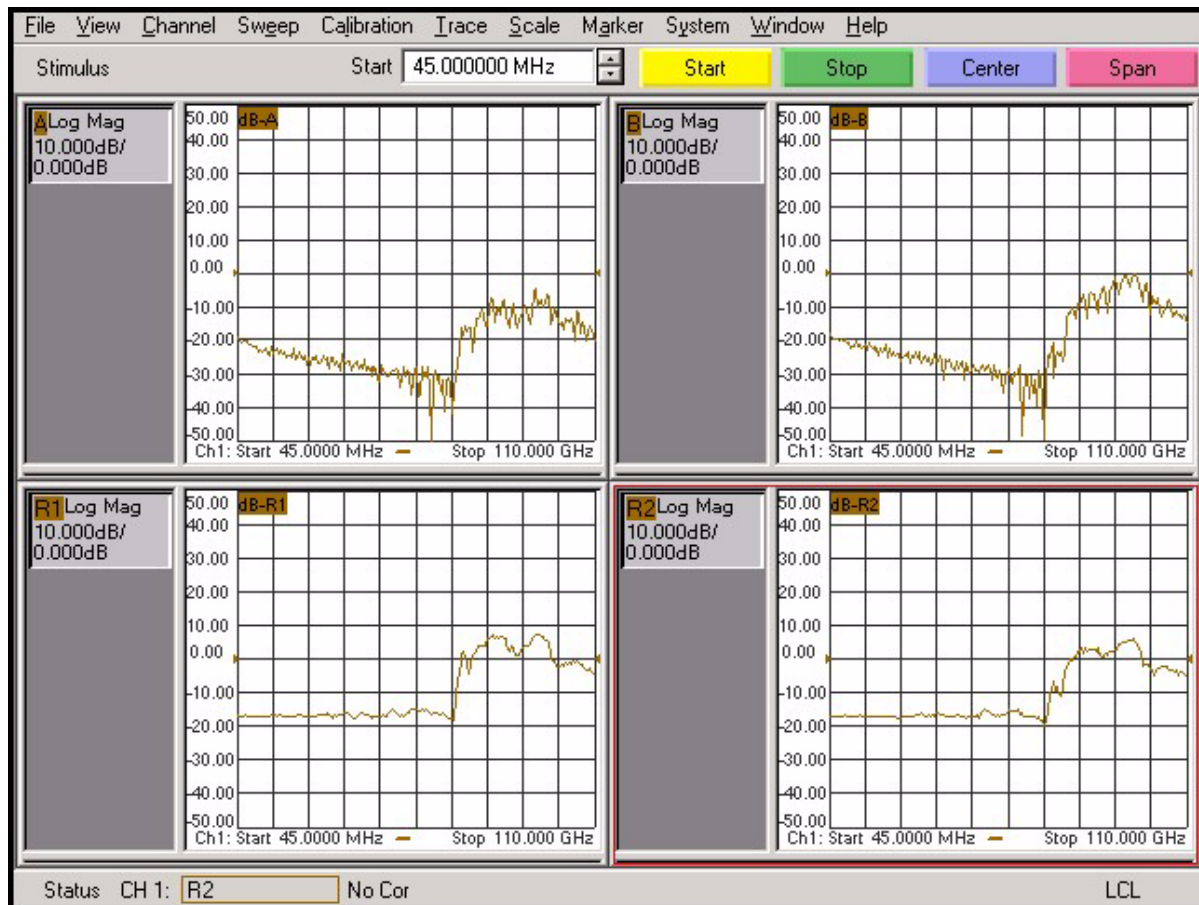 File View Channel Sweep Calibration Trace Scale Marker System Window Help
Stimulus Start 45.000000 MHz Start Stop Center Span
A Log Mag
10.000dB/
0.000dB
50.00 dB-A
40.00
30.00
20.00
10.00
0.00
-10.00
-20.00
-30.00
-40.00
-50.00
Ch1: Start 45.0000 MHz Stop 110.000 GHz
B Log Mag
10.000dB/
0.000dB
50.00 dB-B
40.00
30.00
20.00
10.00
0.00
-10.00
-20.00
-30.00
-40.00
-50.00
Ch1: Start 45.0000 MHz Stop 110.000 GHz
R1 Log Mag
10.000dB/
0.000dB
50.00 dB-R1
40.00
30.00
20.00
10.00
0.00
-10.00
-20.00
-30.00
-40.00
-50.00
Ch1: Start 45.0000 MHz Stop 110.000 GHz
R2 Log Mag
10.000dB/
0.000dB
50.00 dB-R2
40.00
30.00
20.00
10.00
0.00
-10.00
-20.00
-30.00
-40.00
-50.00
Ch1: Start 45.0000 MHz Stop 110.000 GHz
Status CH 1: R2 No Cor LCL